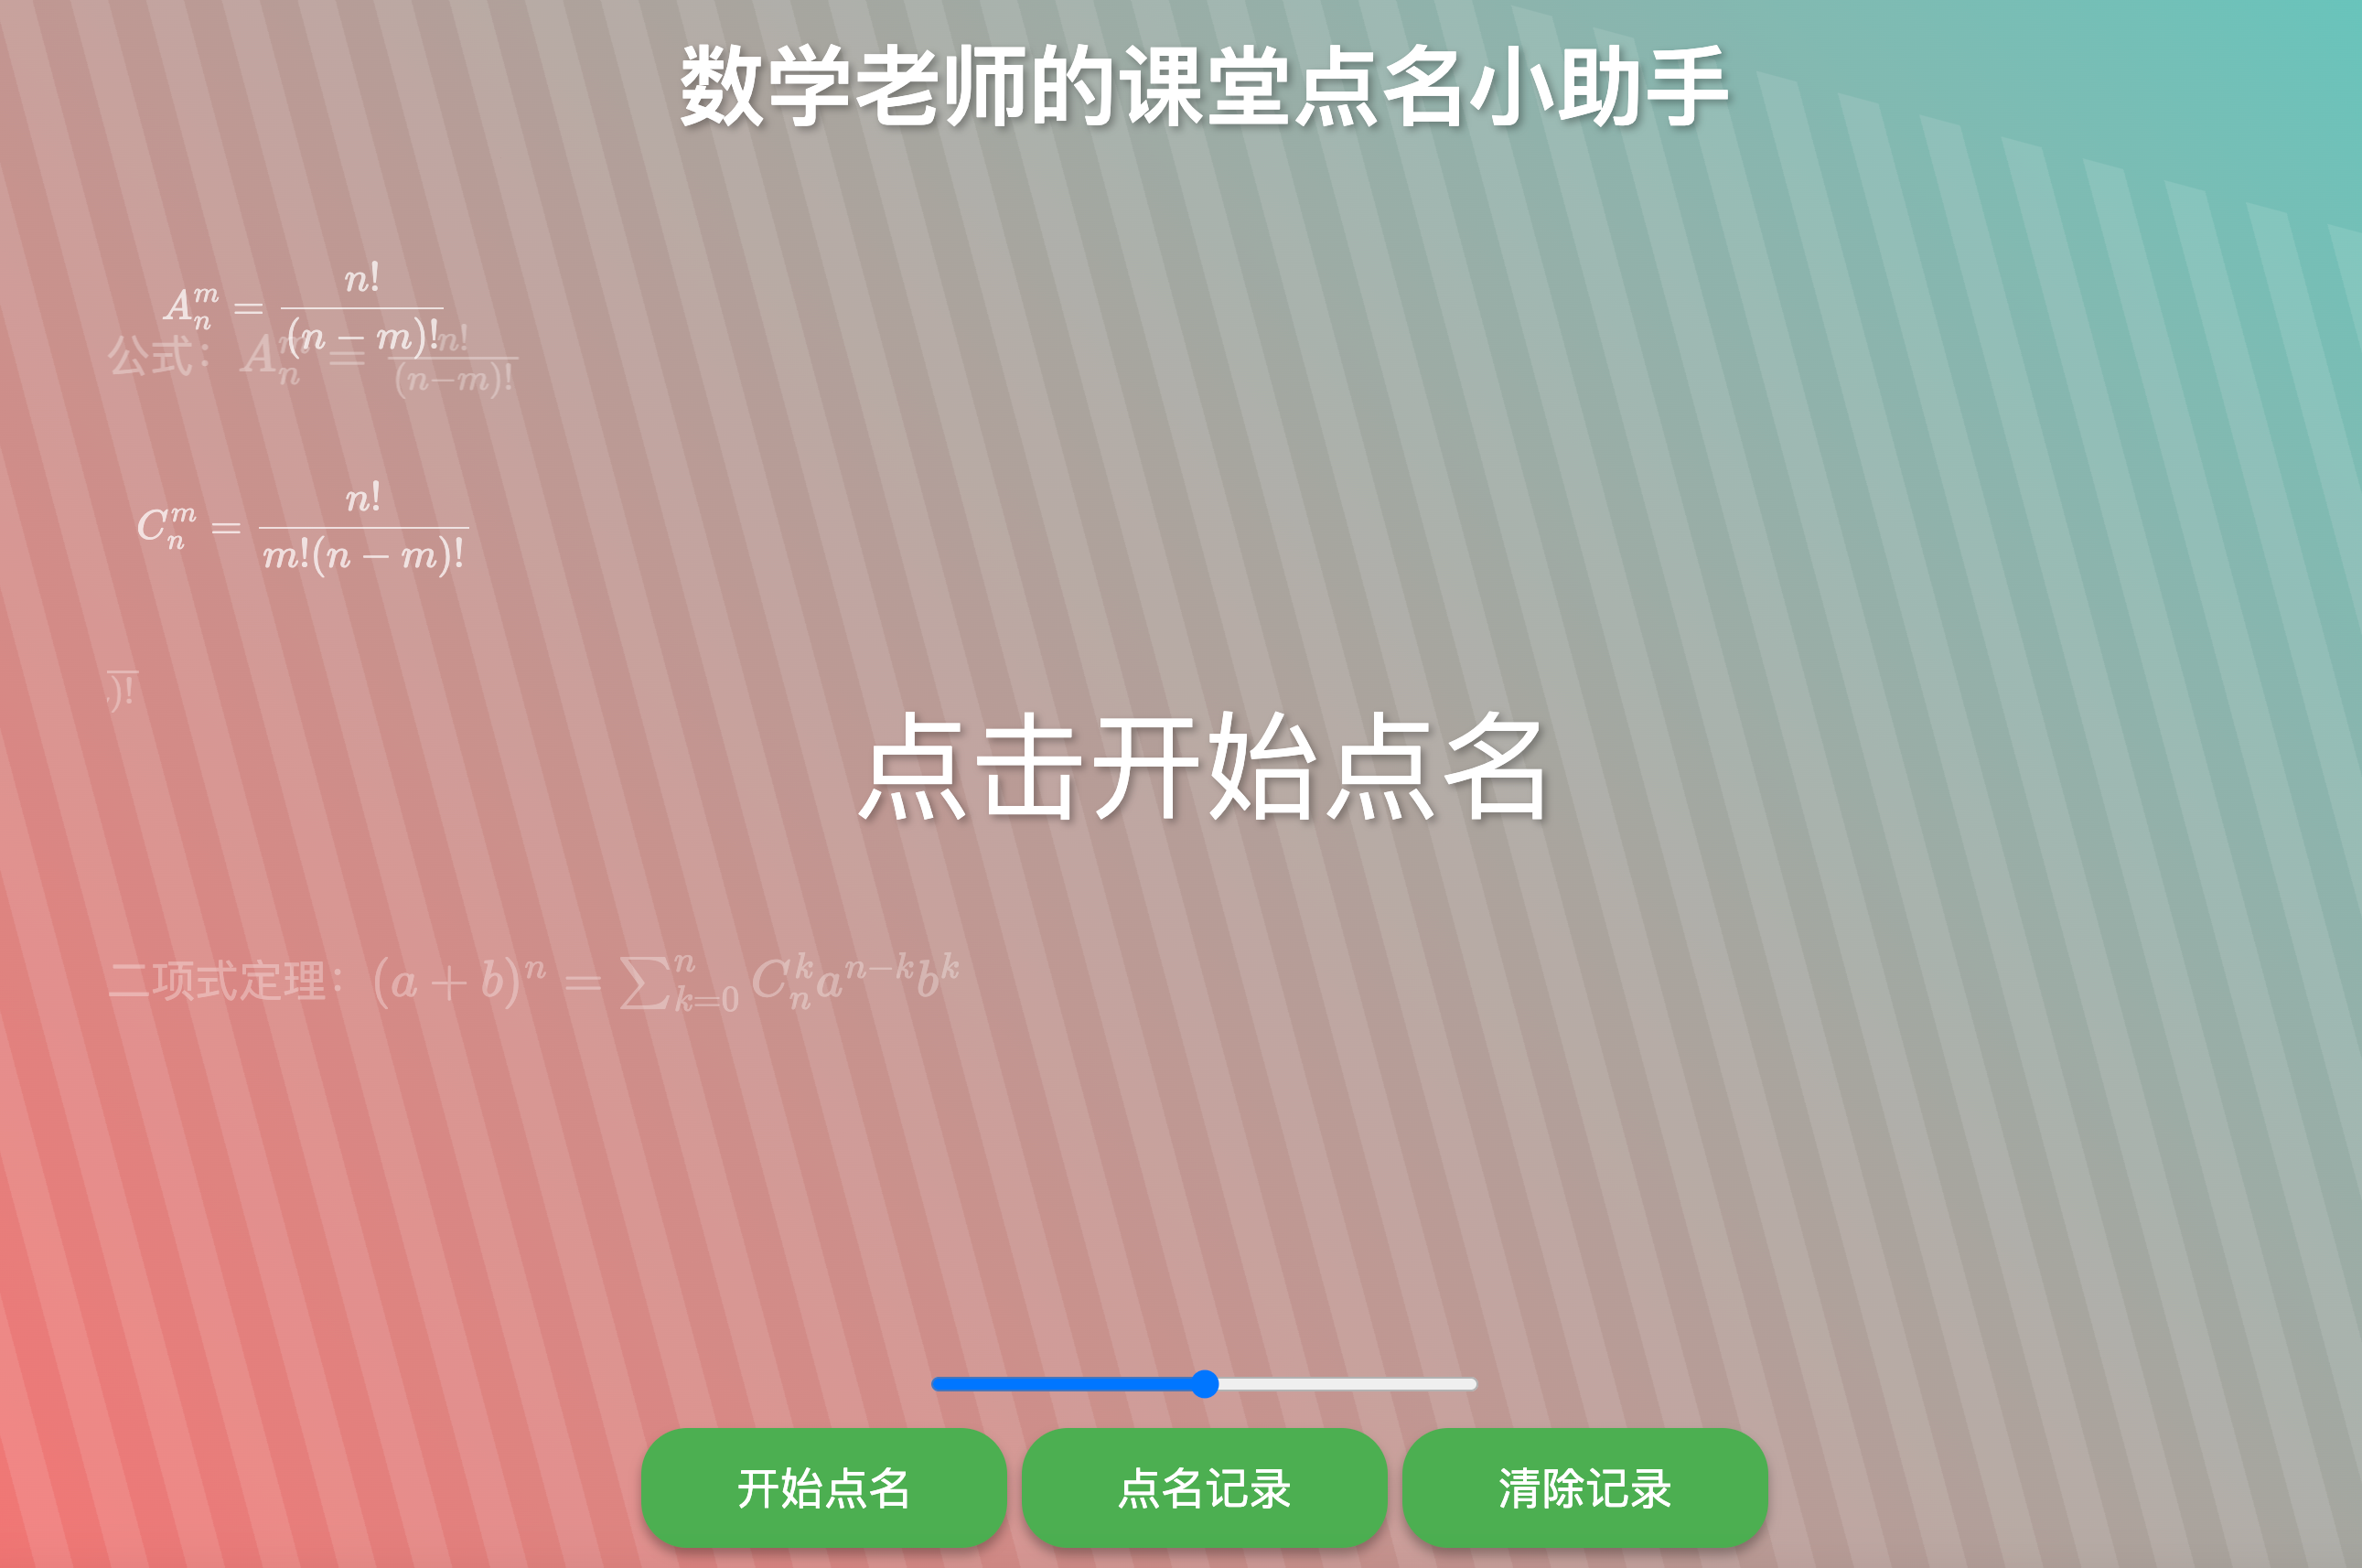 数学老师的课堂点名小助手
A_n^m = \frac{n!}{(n-m)!}
公式：A_n^m = \frac{n!}{(n-m)!}
C_n^m = \frac{n!}{m!(n-m)!}
)!
点击开始点名
二项式定理：(a+b)^n = \sum_{k=0}^n C_n^k a^{n-k} b^k
开始点名 点名记录 清除记录